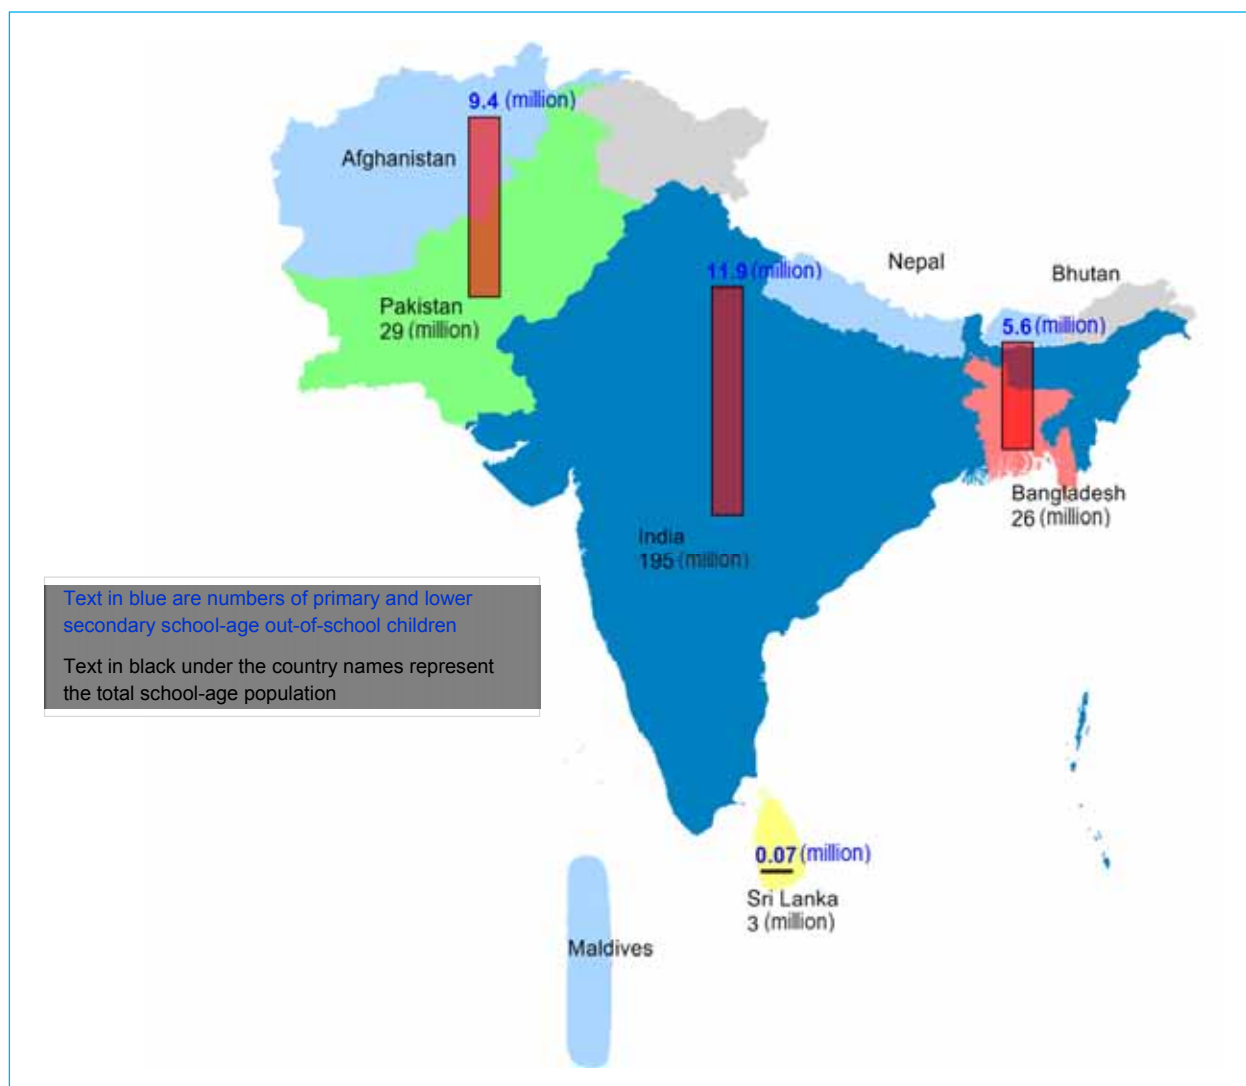 9.4 (million)
Afghanistan
Pakistan
29 (million)
11.9 (million)
Nepal
Bhutan
5.6 (million)
Bangladesh
26 (million)
India
195 (million)
Text in blue are numbers of primary and lower
secondary school-age out-of-school children
Text in black under the country names represent
the total school-age population
0.07 (million)
Sri Lanka
3 (million)
Maldives